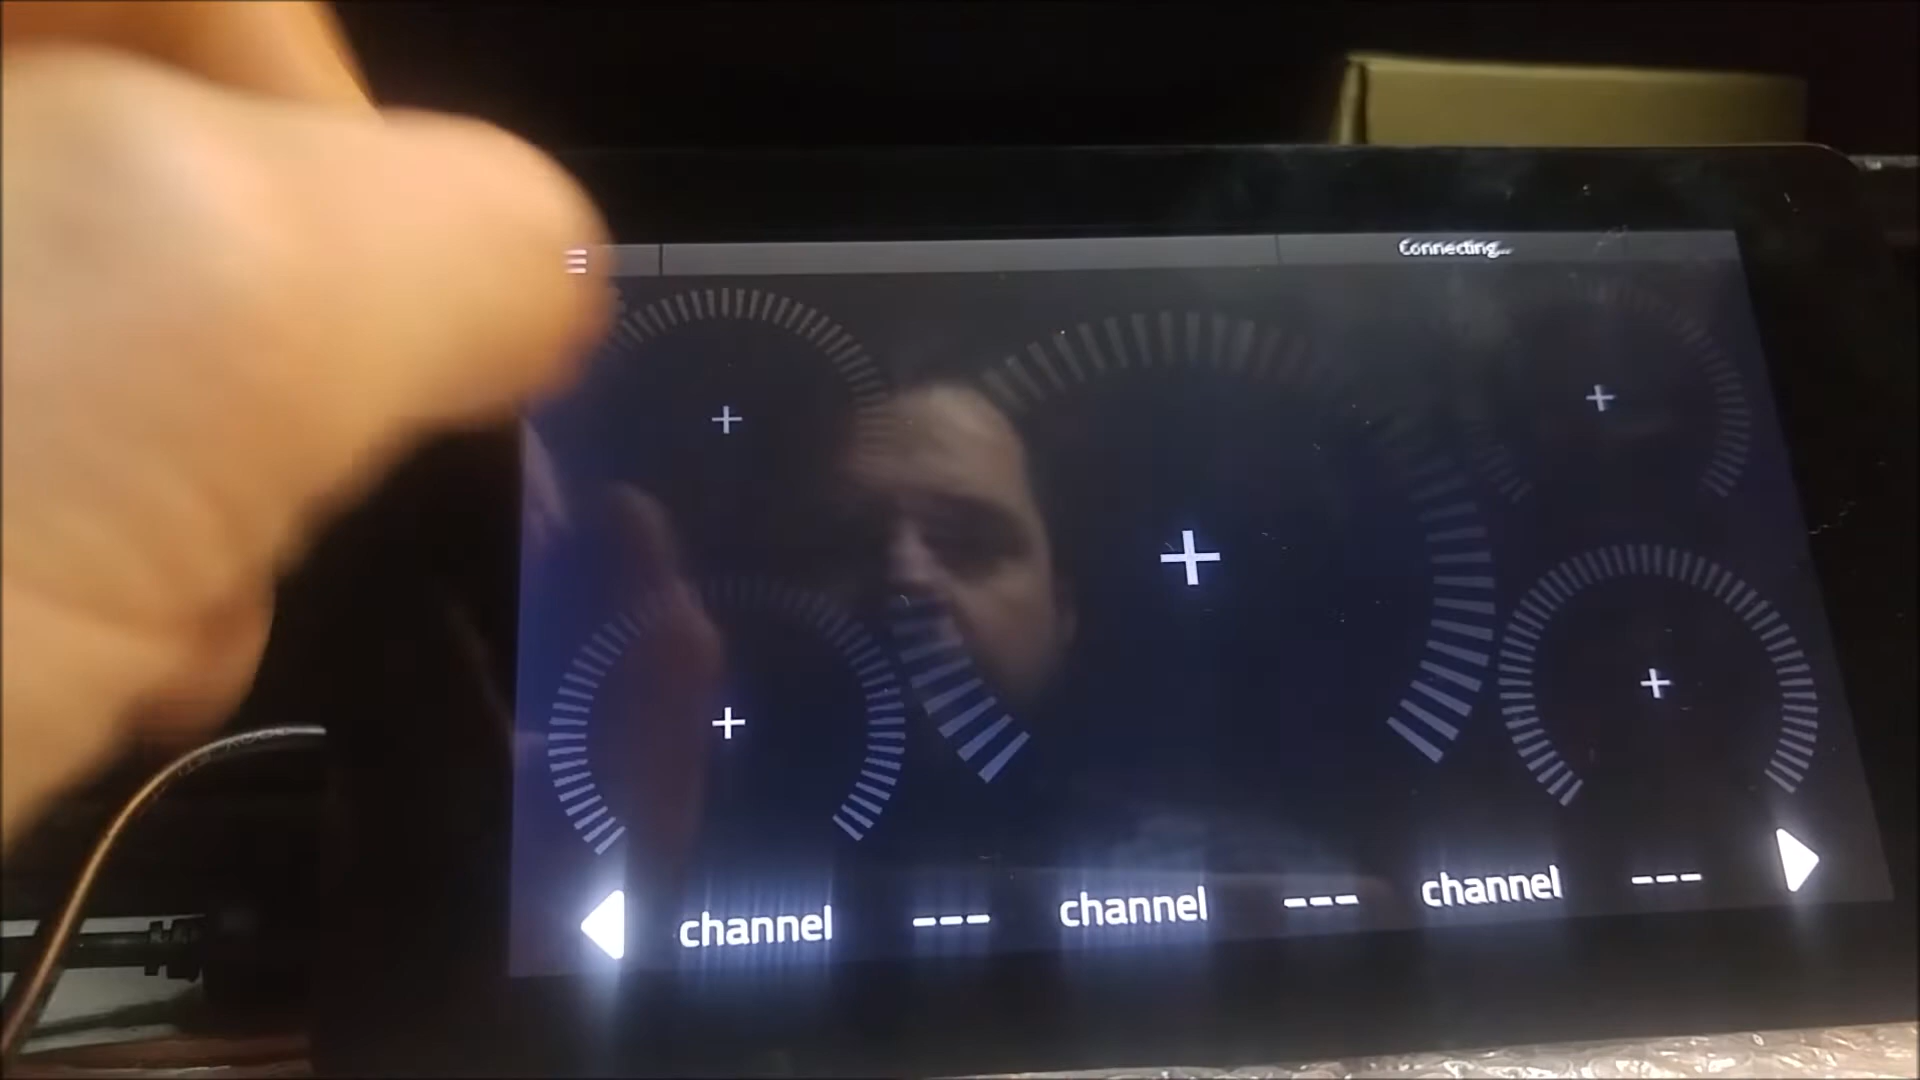 Connecting...
channel --- channel --- channel ---